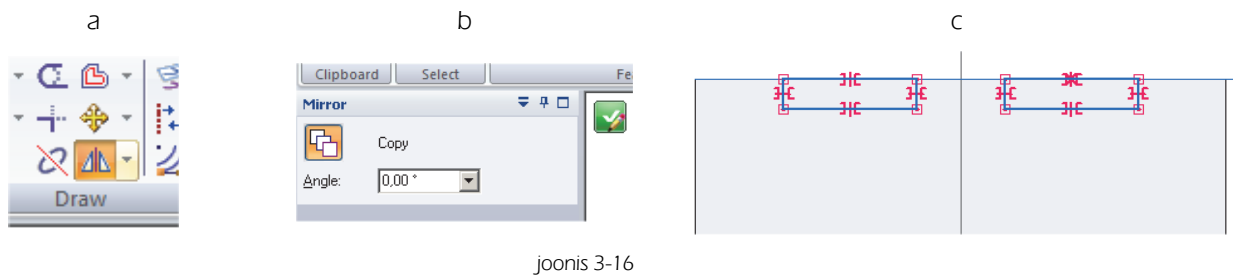 a
b
c
Clipboard
Select
Fe
Mirror
Copy
Angle:
0,00 °
Draw
joonis 3-16